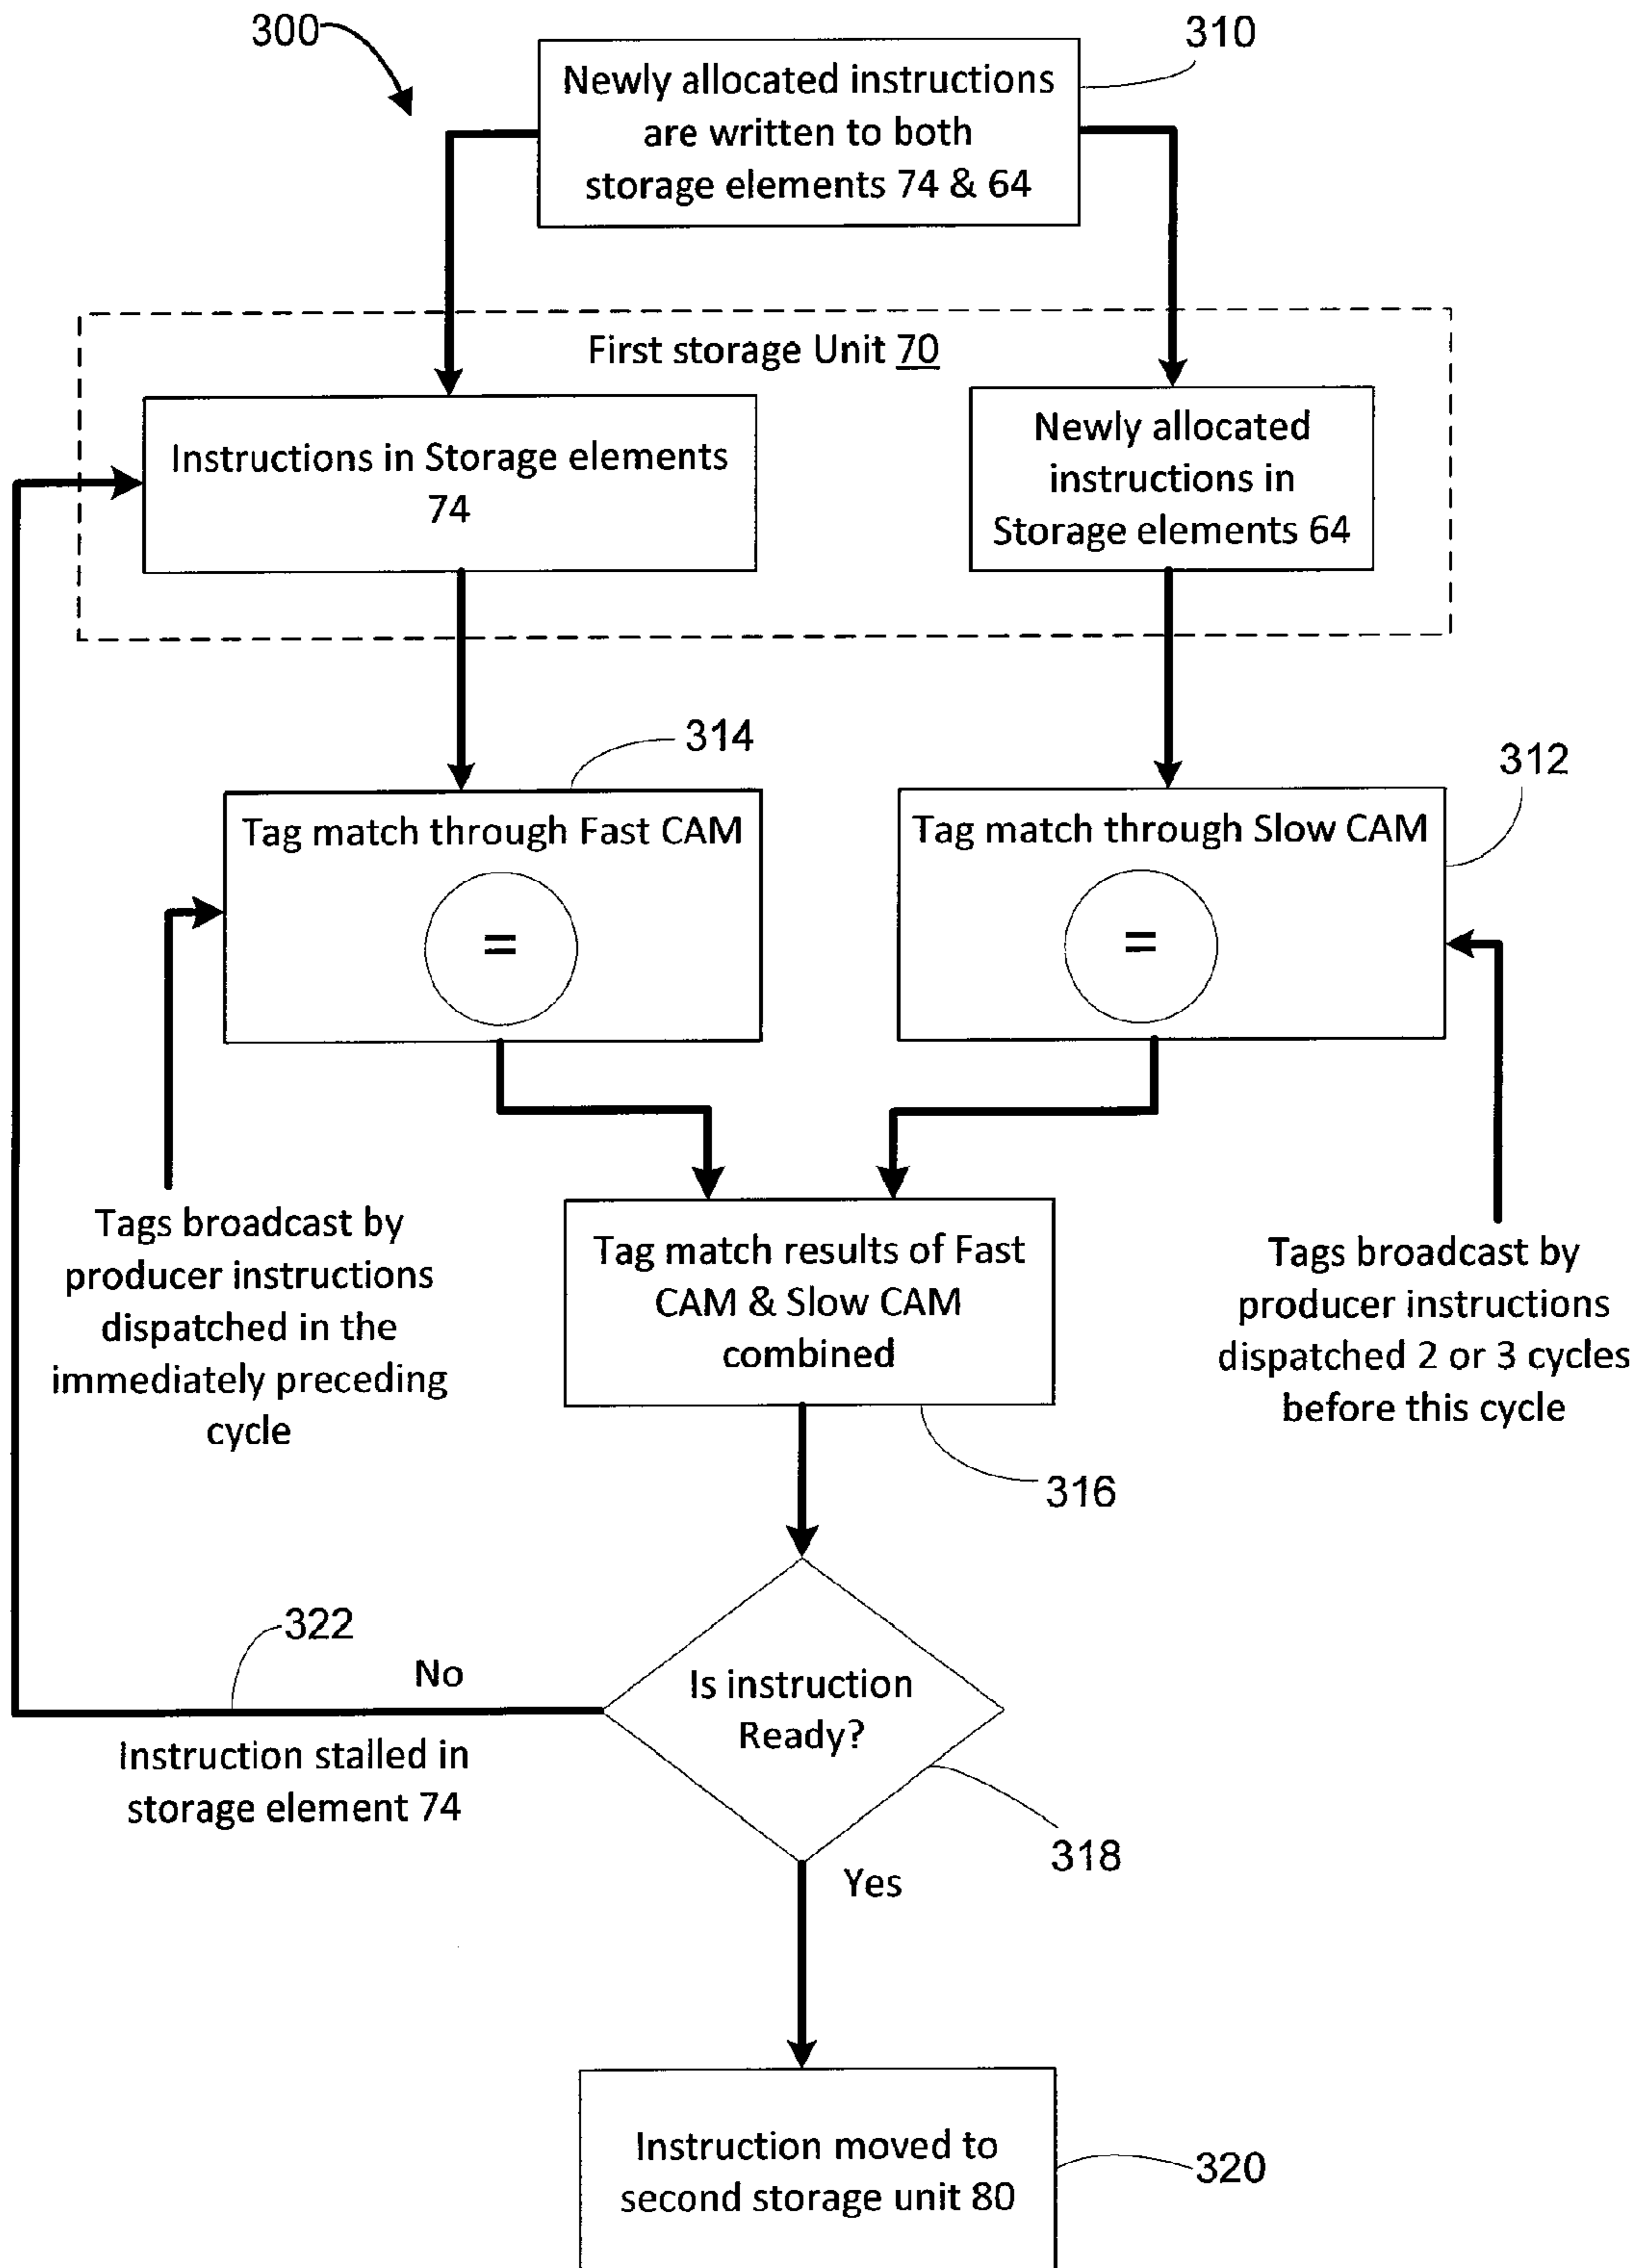 300
310
Newly allocated instructions
are written to both
storage elements 74 & 64
First storage Unit 70
Instructions in Storage elements
74
Newly allocated
instructions in
Storage elements 64
314
312
Tag match through Fast CAM
=
Tag match through Slow CAM
=
Tags broadcast by
producer instructions
dispatched in the
immediately preceding
cycle
Tag match results of Fast
CAM & Slow CAM
combined
Tags broadcast by
producer instructions
dispatched 2 or 3 cycles
before this cycle
316
322
No
Is instruction
Ready?
Instruction stalled in
storage element 74
318
Yes
Instruction moved to
second storage unit 80
320